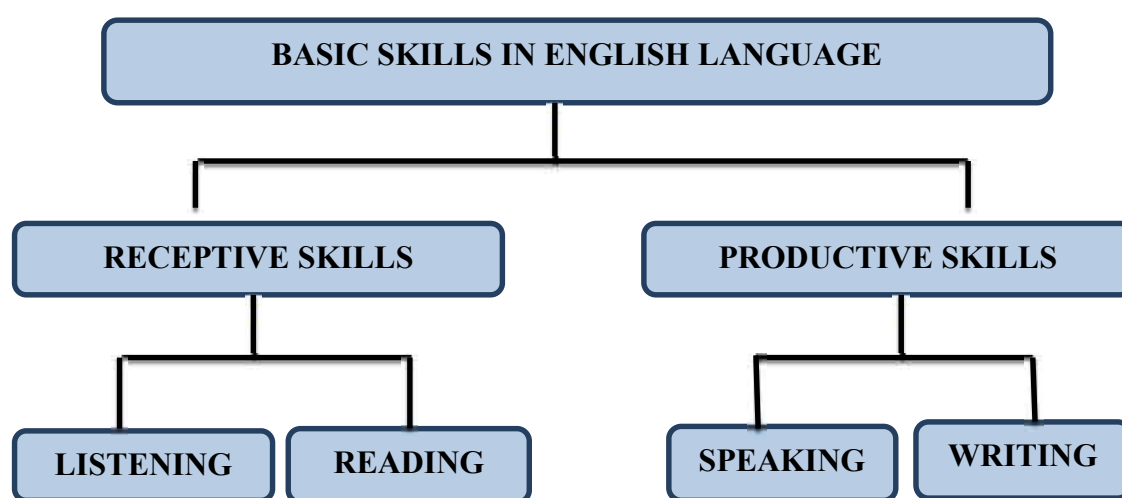 BASIC SKILLS IN ENGLISH LANGUAGE
RECEPTIVE SKILLS
PRODUCTIVE SKILLS
LISTENING
READING
SPEAKING
WRITING